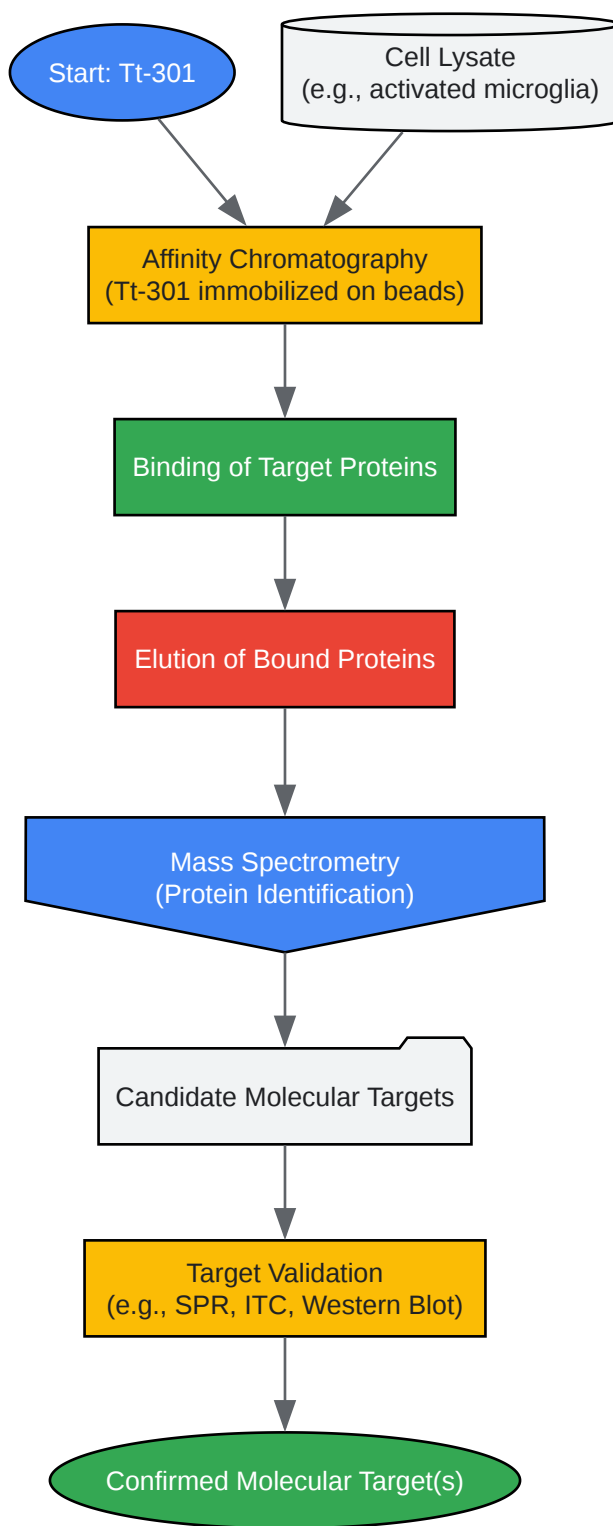 Start: Tt-301
Cell Lysate
(e.g., activated microglia)
Affinity Chromatography
(Tt-301 immobilized on beads)
Binding of Target Proteins
Elution of Bound Proteins
Mass Spectrometry
(Protein Identification)
Candidate Molecular Targets
Target Validation
(e.g., SPR, ITC, Western Blot)
Confirmed Molecular Target(s)